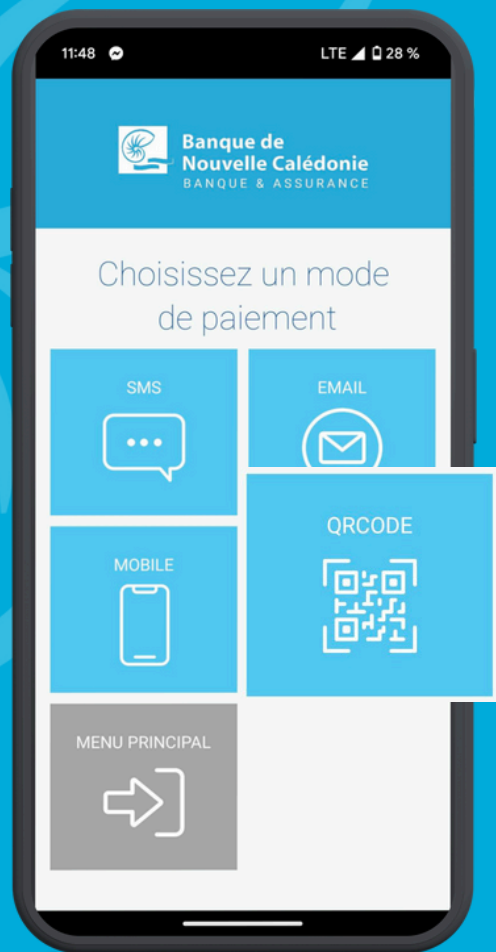 11:48
LTE 28 %
Banque de
Nouvelle Calédonie
BANQUE & ASSURANCE
Choisissez un mode
de paiement
SMS
EMAIL
MOBILE
QRCODE
MENU PRINCIPAL